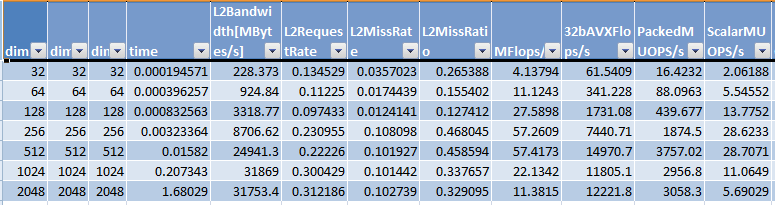 dim dim din time L2Bandwidth[MBytes/s] L2RequestRate L2MissRate L2MissRatio MFlops/ 32bAVXFlops/s PackedMUOPS/s ScalarMUOPS/s
32 32 32 0.000194571 228.373 0.134529 0.0357023 0.265388 4.13794 61.5409 16.4232 2.06188
64 64 64 0.000396257 924.84 0.11225 0.0174439 0.155402 11.1243 341.228 88.0963 5.54552
128 128 128 0.000832563 3318.77 0.097433 0.0124141 0.127412 27.5898 1731.08 439.677 13.7752
256 256 256 0.00323364 8706.62 0.230955 0.108098 0.468045 57.2609 7440.71 1874.5 28.6233
512 512 512 0.01582 24941.3 0.22226 0.101927 0.458594 57.4173 14970.7 3757.02 28.7071
1024 1024 1024 0.207343 31869 0.300429 0.101442 0.337657 22.1342 11805.1 2956.8 11.0649
2048 2048 2048 1.68029 31753.4 0.312186 0.102739 0.329095 11.3815 12221.8 3058.3 5.69029